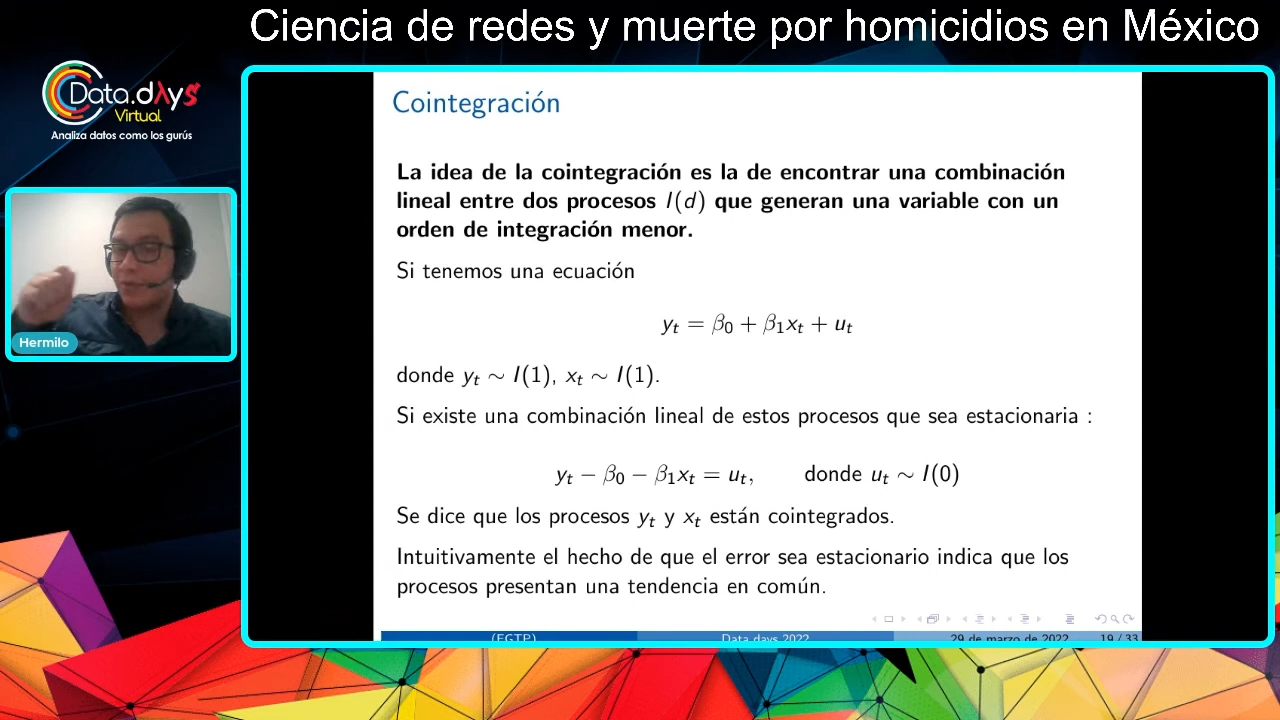 Ciencia de redes y muerte por homicidios en México
Data.dAys
Virtual
Analiza datos como los gurús
Hermilo
Cointegración
La idea de la cointegración es la de encontrar una combinación
lineal entre dos procesos I(d) que generan una variable con un
orden de integración menor.
Si tenemos una ecuación
yₜ = β₀ + β₁xₜ + uₜ
donde yₜ ∼ I(1), xₜ ∼ I(1).
Si existe una combinación lineal de estos procesos que sea estacionaria :
yₜ − β₀ − β₁xₜ = uₜ, donde uₜ ∼ I(0)
Se dice que los procesos yₜ y xₜ están cointegrados.
Intuitivamente el hecho de que el error sea estacionario indica que los
procesos presentan una tendencia en común.
(EGTP) Data days 2022 29 de marzo de 2022 19 / 33